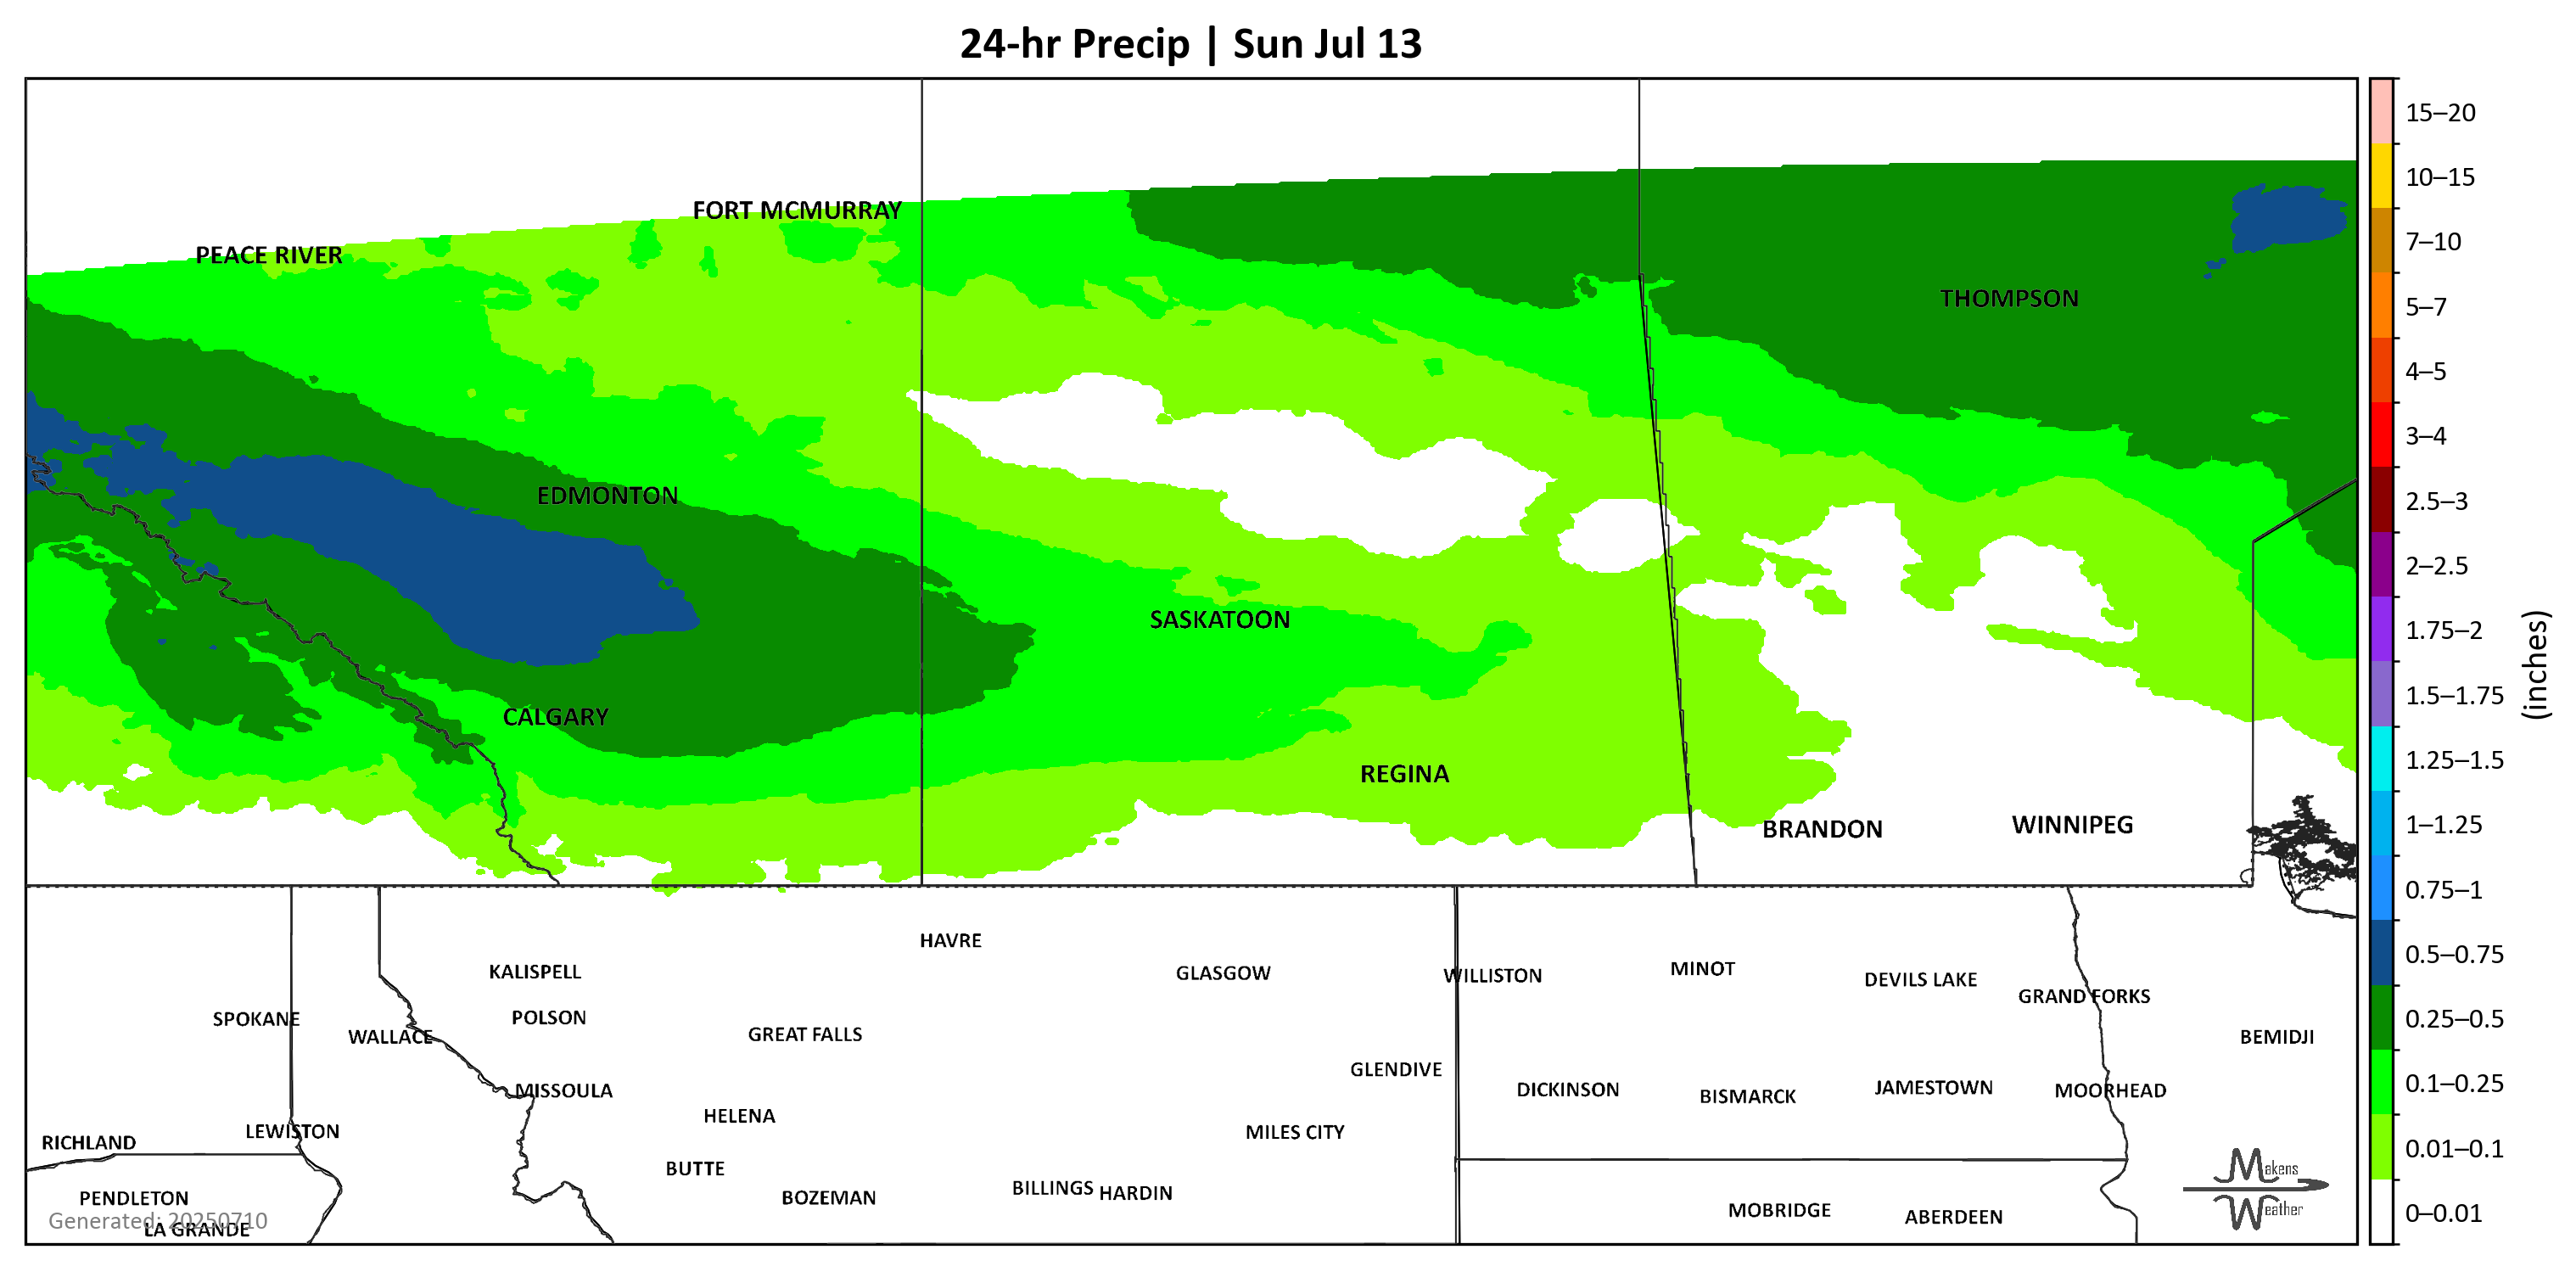 24-hr Precip | Sun Jul 13
FORT MCMURRAY
PEACE RIVER
THOMPSON
EDMONTON
SASKATOON
CALGARY
REGINA
BRANDON
WINNIPEG
HAVRE
KALISPELL
GLASGOW
WILLISTON
MINOT
DEVILS LAKE
GRAND FORKS
SPOKANE
WALLACE
POLSON
GREAT FALLS
BEMIDJI
GLENDIVE
MISSOULA
DICKINSON
BISMARCK
JAMESTOWN
MOORHEAD
HELENA
LEWISTON
MILES CITY
RICHLAND
BUTTE
PENDLETON
BOZEMAN
BILLINGS
HARDIN
MOBRIDGE
ABERDEEN
Generated: 20250710
LA GRANDE
Makens
Weather
15–20
10–15
7–10
5–7
4–5
3–4
2.5–3
2–2.5
1.75–2
1.5–1.75
1.25–1.5
1–1.25
0.75–1
0.5–0.75
0.25–0.5
0.1–0.25
0.01–0.1
0–0.01
(inches)